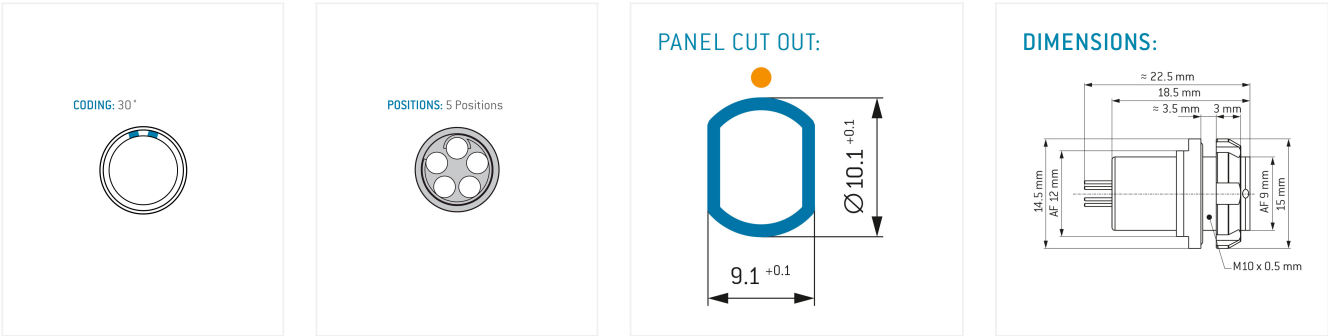 CODING: 30°
POSITIONS: 5 Positions
PANEL CUT OUT:
Ø 10.1 +0.1
9.1 +0.1
DIMENSIONS:
≈ 22.5 mm
18.5 mm
≈ 3.5 mm
3 mm
14.5 mm
AF 12 mm
AF 9 mm
15 mm
M10 x 0.5 mm